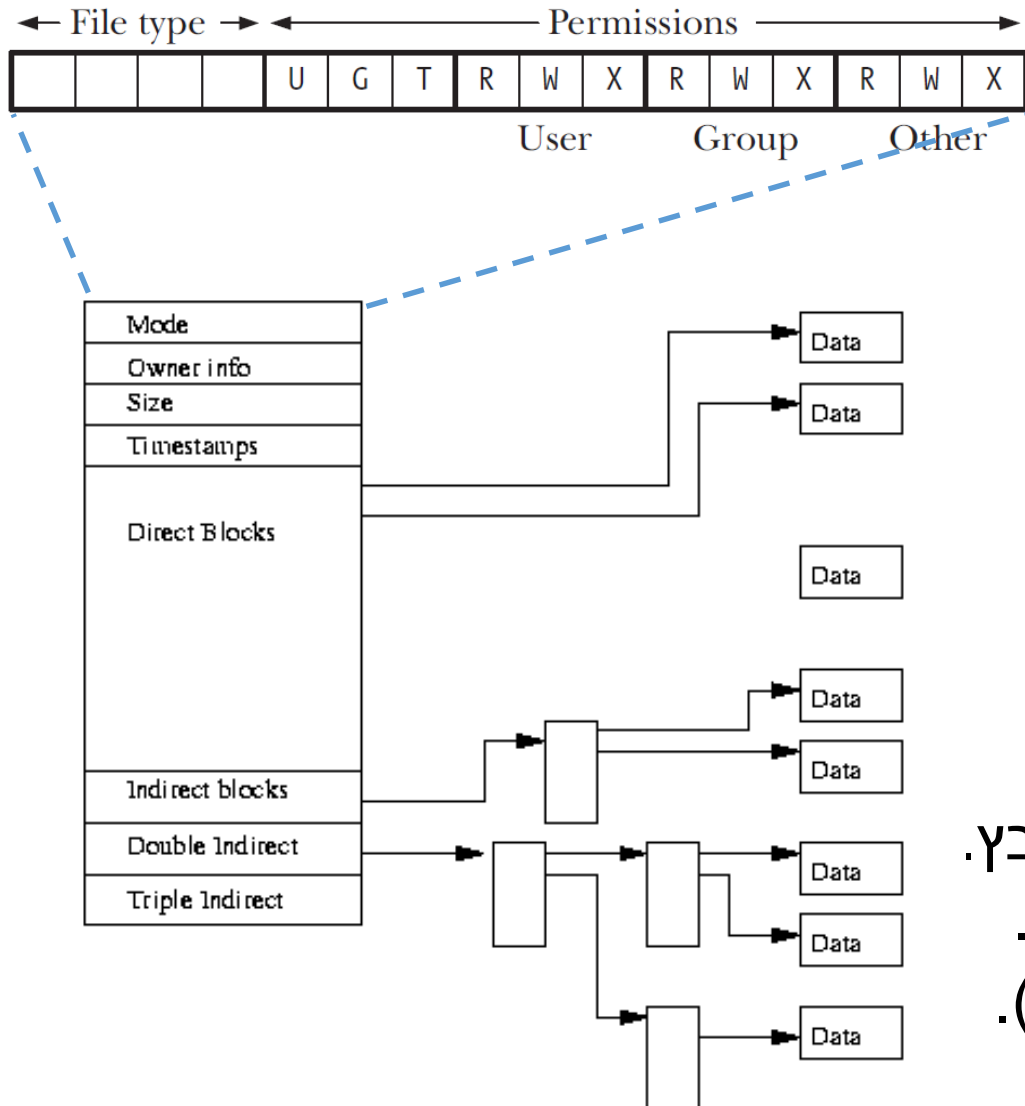 File type Permissions
U G T R W X R W X R W X
User Group Other
Mode
Owner info
Size
Timestamps
Direct Blocks
Indirect blocks
Double Indirect
Triple Indirect
Data
Data
Data
Data
Data
Data
Data
Data
בץ.
-
).